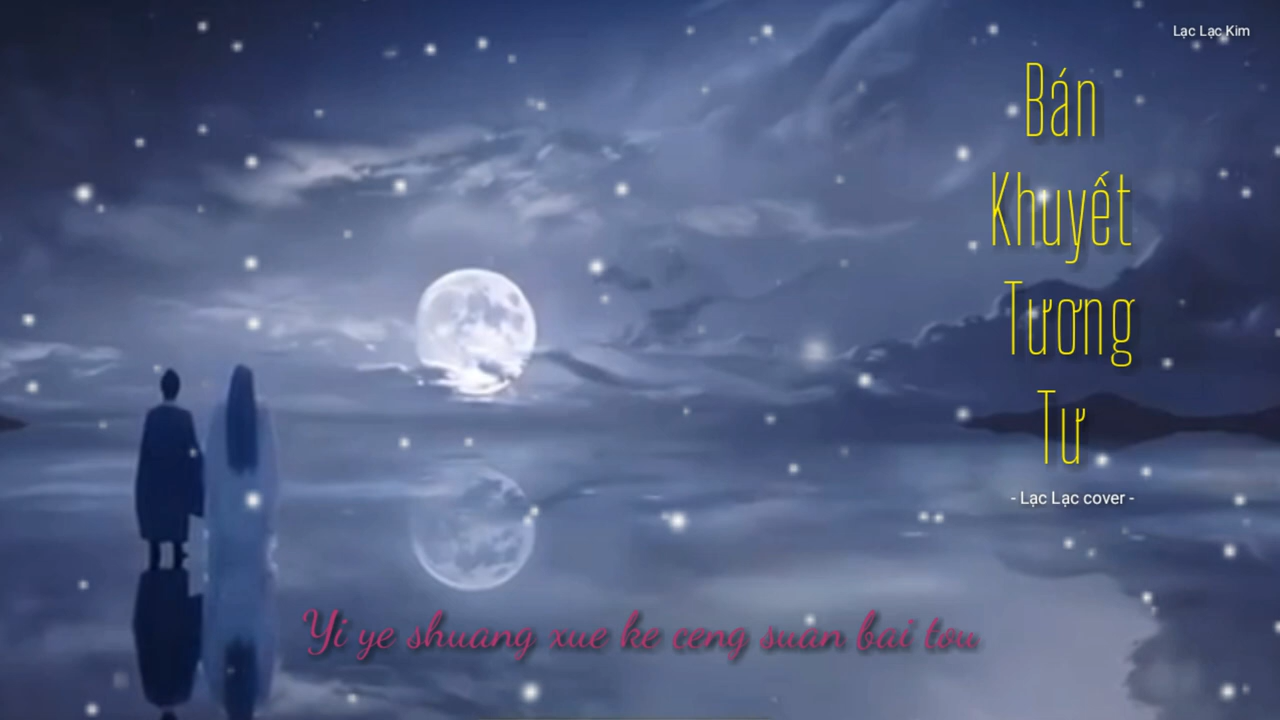 Lạc Lạc Kim
Bán
Khuyết
Tương
Tư
- Lạc Lạc cover -
Yi ye shuang xue ke ceng suan bai tou